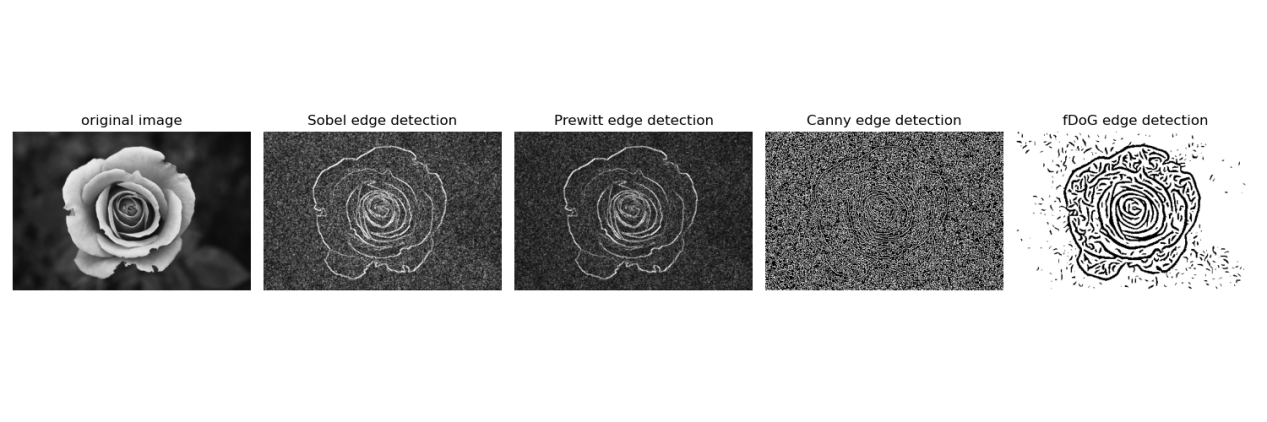 original image
Sobel edge detection
Prewitt edge detection
Canny edge detection
fDoG edge detection